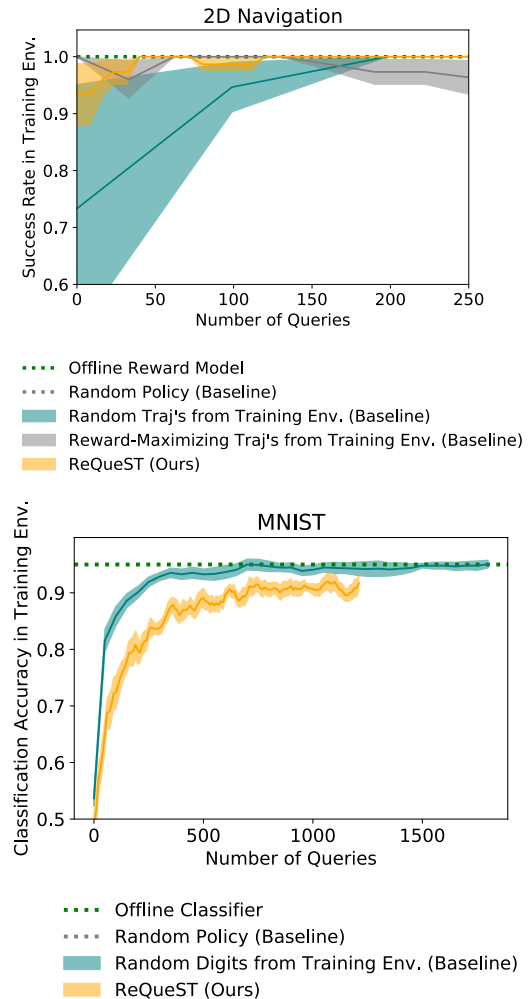 2D Navigation
Success Rate in Training Env.
1.0
0.9
0.8
0.7
0.6
0
50
100
150
200
250
Number of Queries
Offline Reward Model
Random Policy (Baseline)
Random Traj's from Training Env. (Baseline)
Reward-Maximizing Traj's from Training Env. (Baseline)
ReQueST (Ours)
MNIST
Classification Accuracy in Training Env.
0.9
0.8
0.7
0.6
0.5
0
500
1000
1500
Number of Queries
Offline Classifier
Random Policy (Baseline)
Random Digits from Training Env. (Baseline)
ReQueST (Ours)